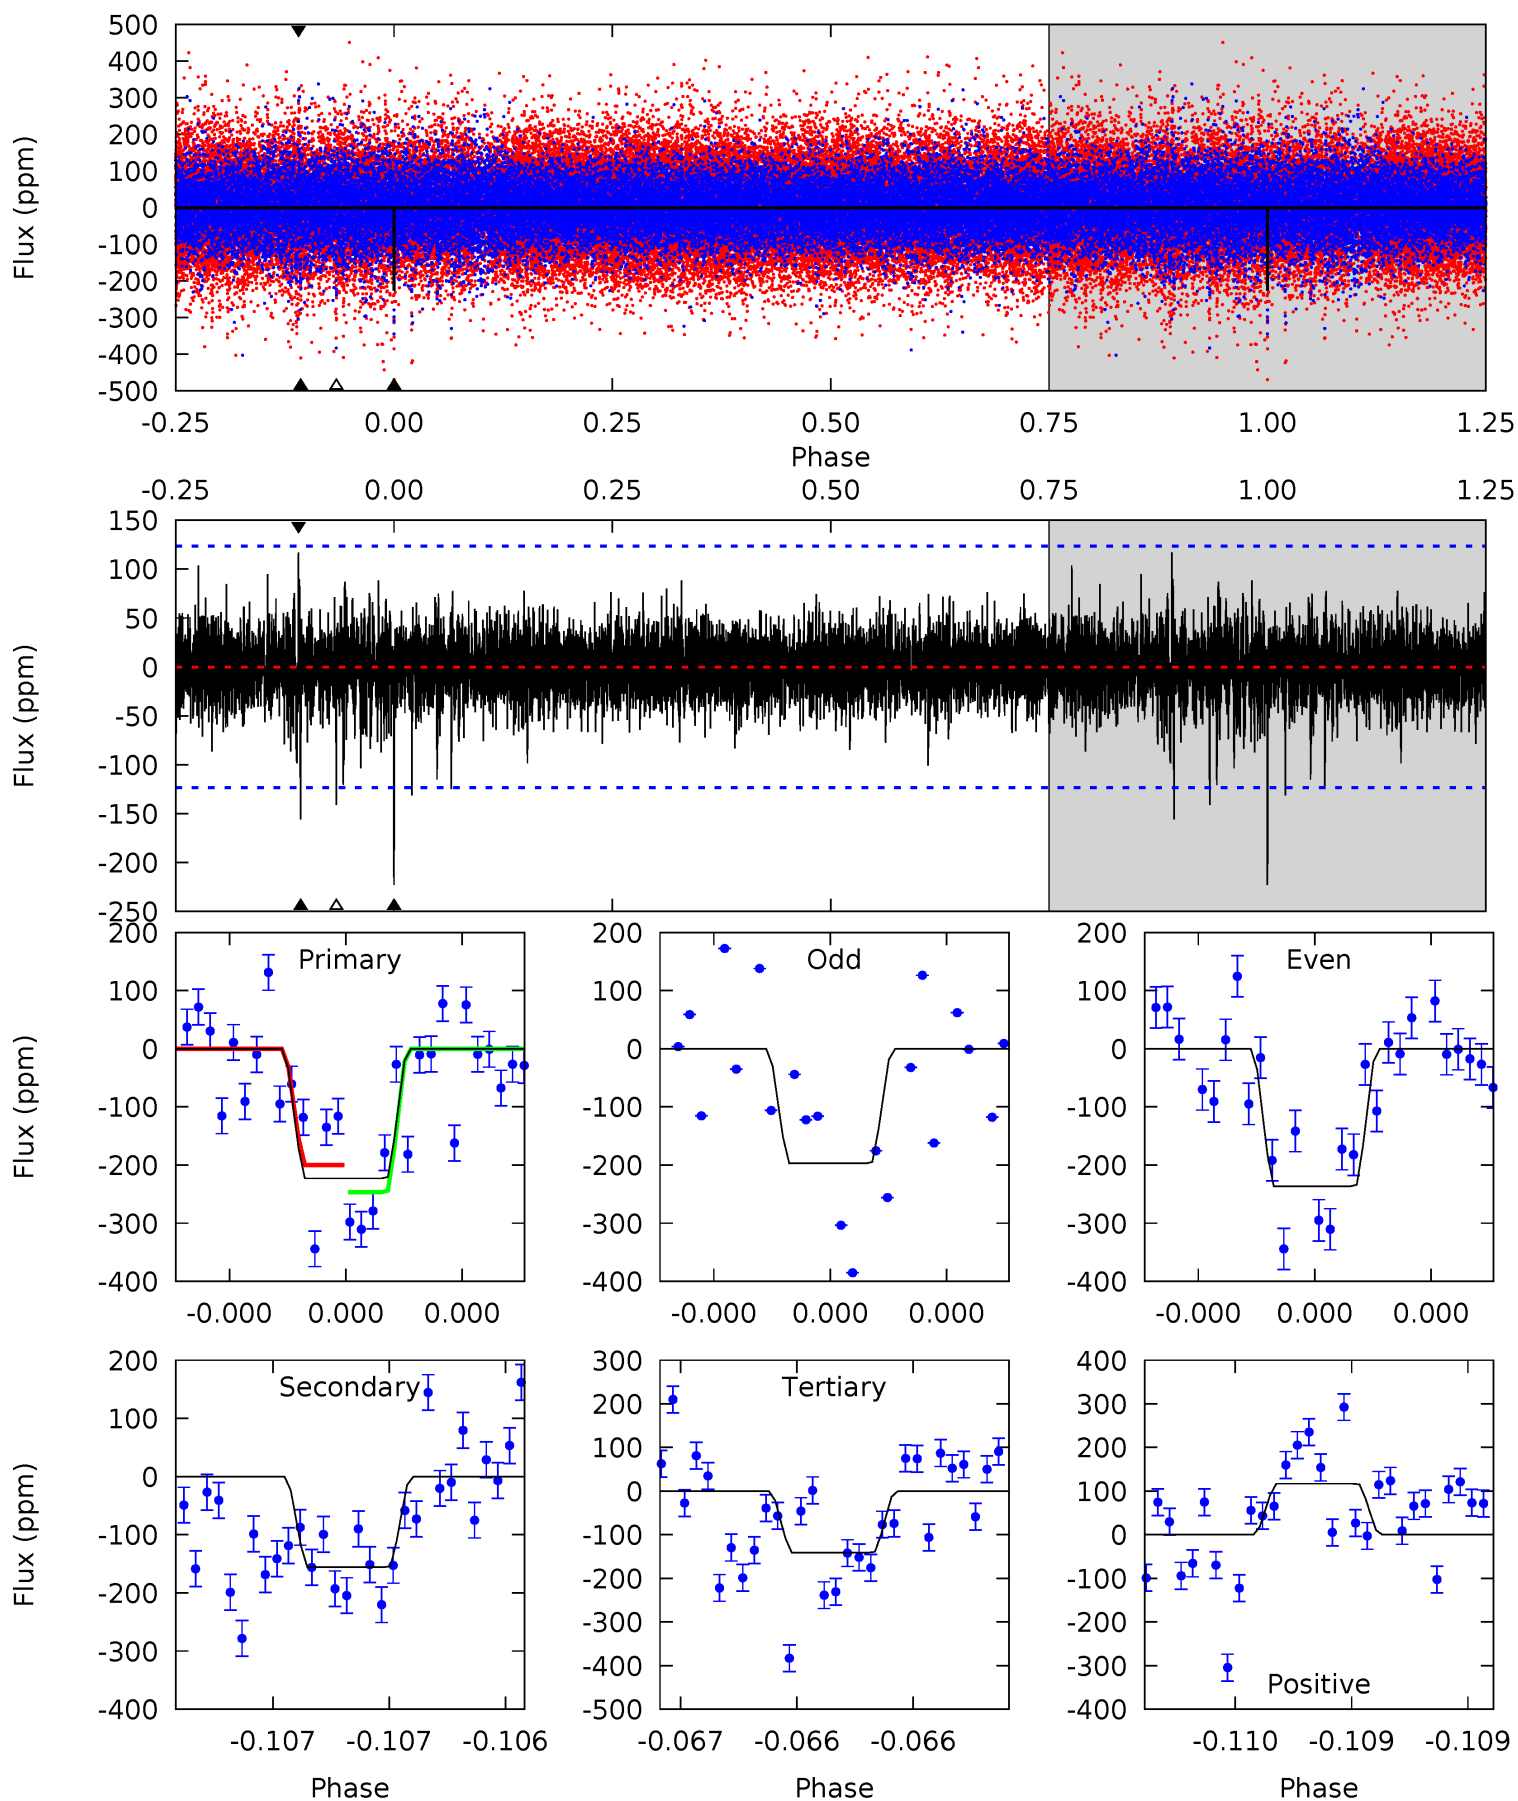 500
400
300
200
100
0
-100
-200
-300
-400
-500
Flux (ppm)
-0.25 0.00 0.25 0.50 0.75 1.00 1.25
Phase
-0.25 0.00 0.25 0.50 0.75 1.00 1.25
150
100
50
0
-50
-100
-150
-200
-250
Flux (ppm)
Primary Odd Even
200 200 200
100 100 100
0 0 0
-100 -100 -100
-200 -200 -200
-300 -300 -300
-400 -400 -400
Flux (ppm)
-0.000 0.000 0.000 -0.000 0.000 0.000 -0.000 0.000 0.000
Secondary Tertiary Positive
200 300 400
100 200 300
0 100 200
-100 0 100
-200 -100 0
-300 -200 -100
-400 -300 -200
-400 -300
-500 -400
Flux (ppm)
-0.107 -0.107 -0.106 -0.067 -0.066 -0.066 -0.110 -0.109 -0.109
Phase Phase Phase